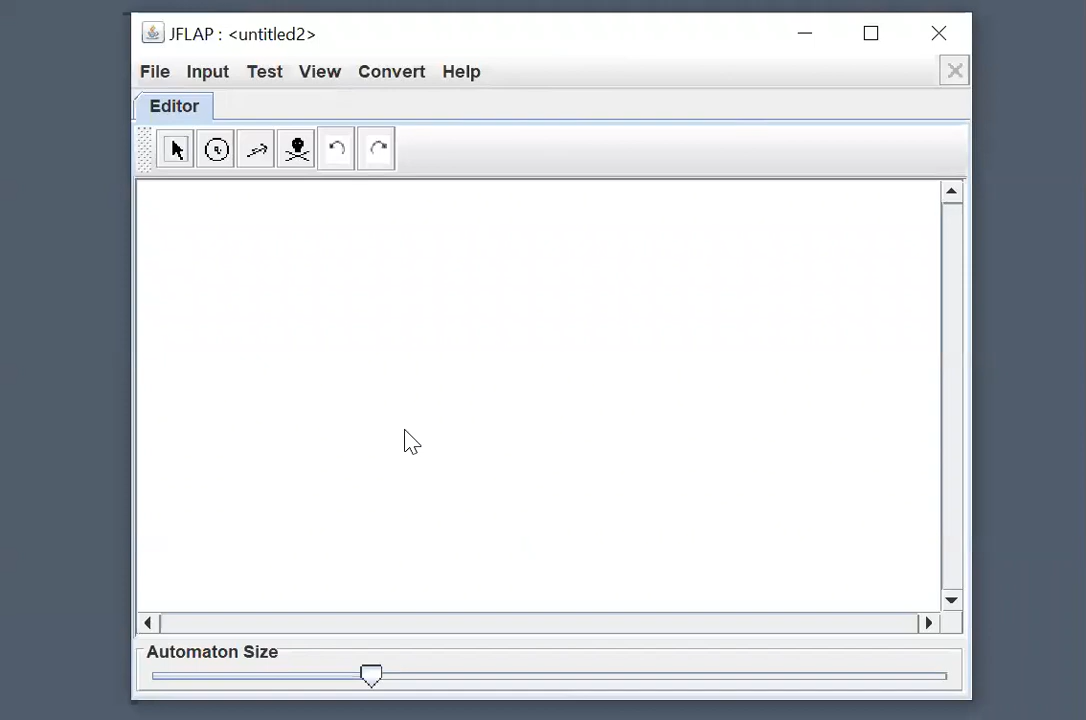 JFLAP : <untitled2>
File Input Test View Convert Help
Editor
Automaton Size